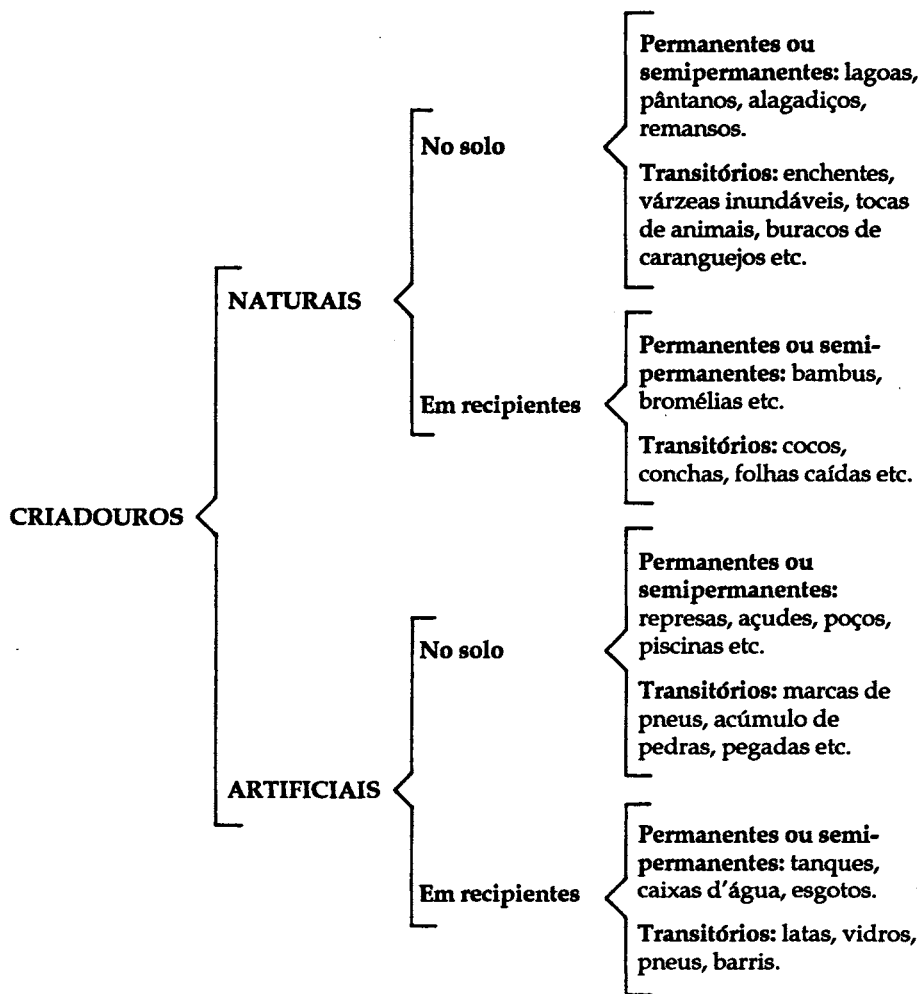 CRIADOUROS
NATURAIS
No solo
Permanentes ou
semipermanentes: lagoas,
pântanos, alagadiços,
remansos.
Transitórios: enchentes,
várzeas inundáveis, tocas
de animais, buracos de
caranguejos etc.
Em recipientes
Permanentes ou semi-
permanentes: bambus,
bromélias etc.
Transitórios: cocos,
conchas, folhas caídas etc.
ARTIFICIAIS
No solo
Permanentes ou
semipermanentes:
represas, açudes, poços,
piscinas etc.
Transitórios: marcas de
pneus, acúmulo de
pedras, pegadas etc.
Em recipientes
Permanentes ou semi-
permanentes: tanques,
caixas d'água, esgotos.
Transitórios: latas, vidros,
pneus, barris.